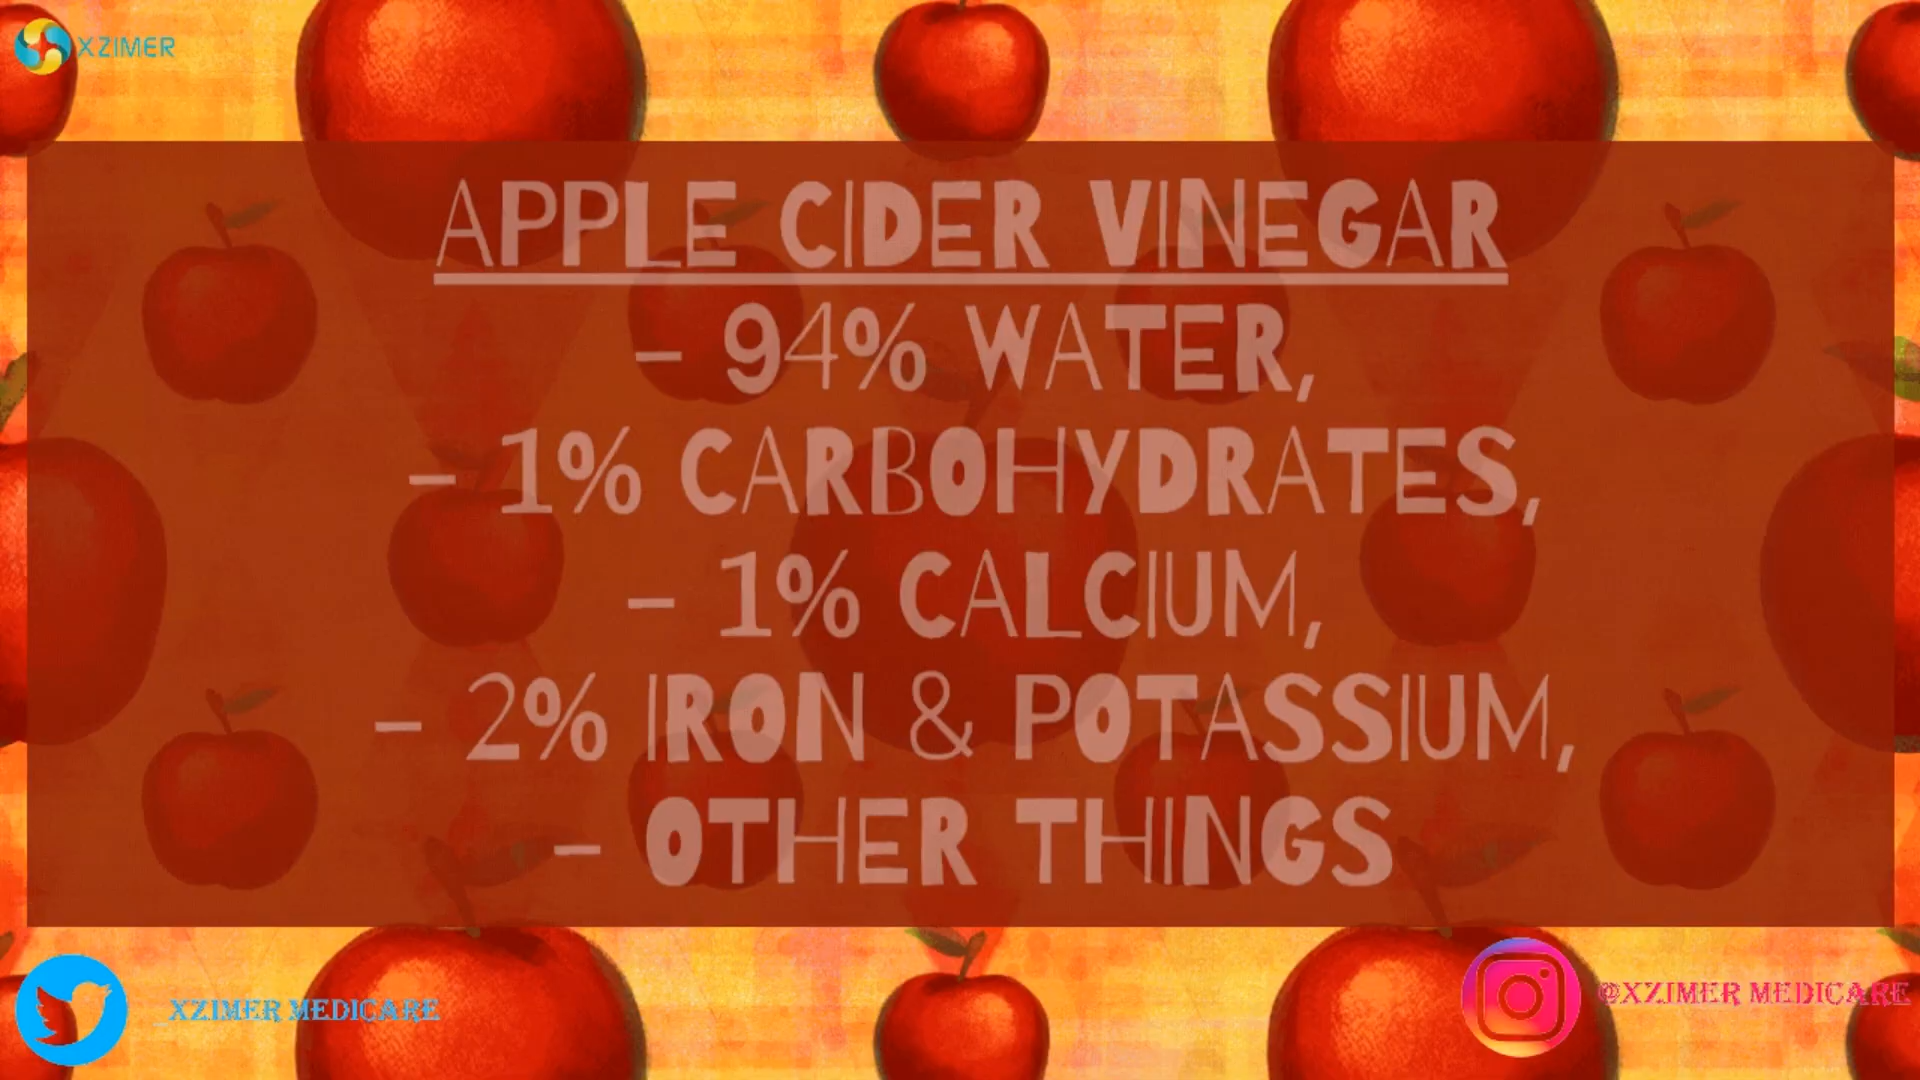 XZIMER
APPLE CIDER VINEGAR
- 94% WATER,
- 1% CARBOHYDRATES,
- 1% CALCIUM,
- 2% IRON & POTASSIUM,
- OTHER THINGS
_XZIMER MEDICARE
@XZIMER MEDICARE